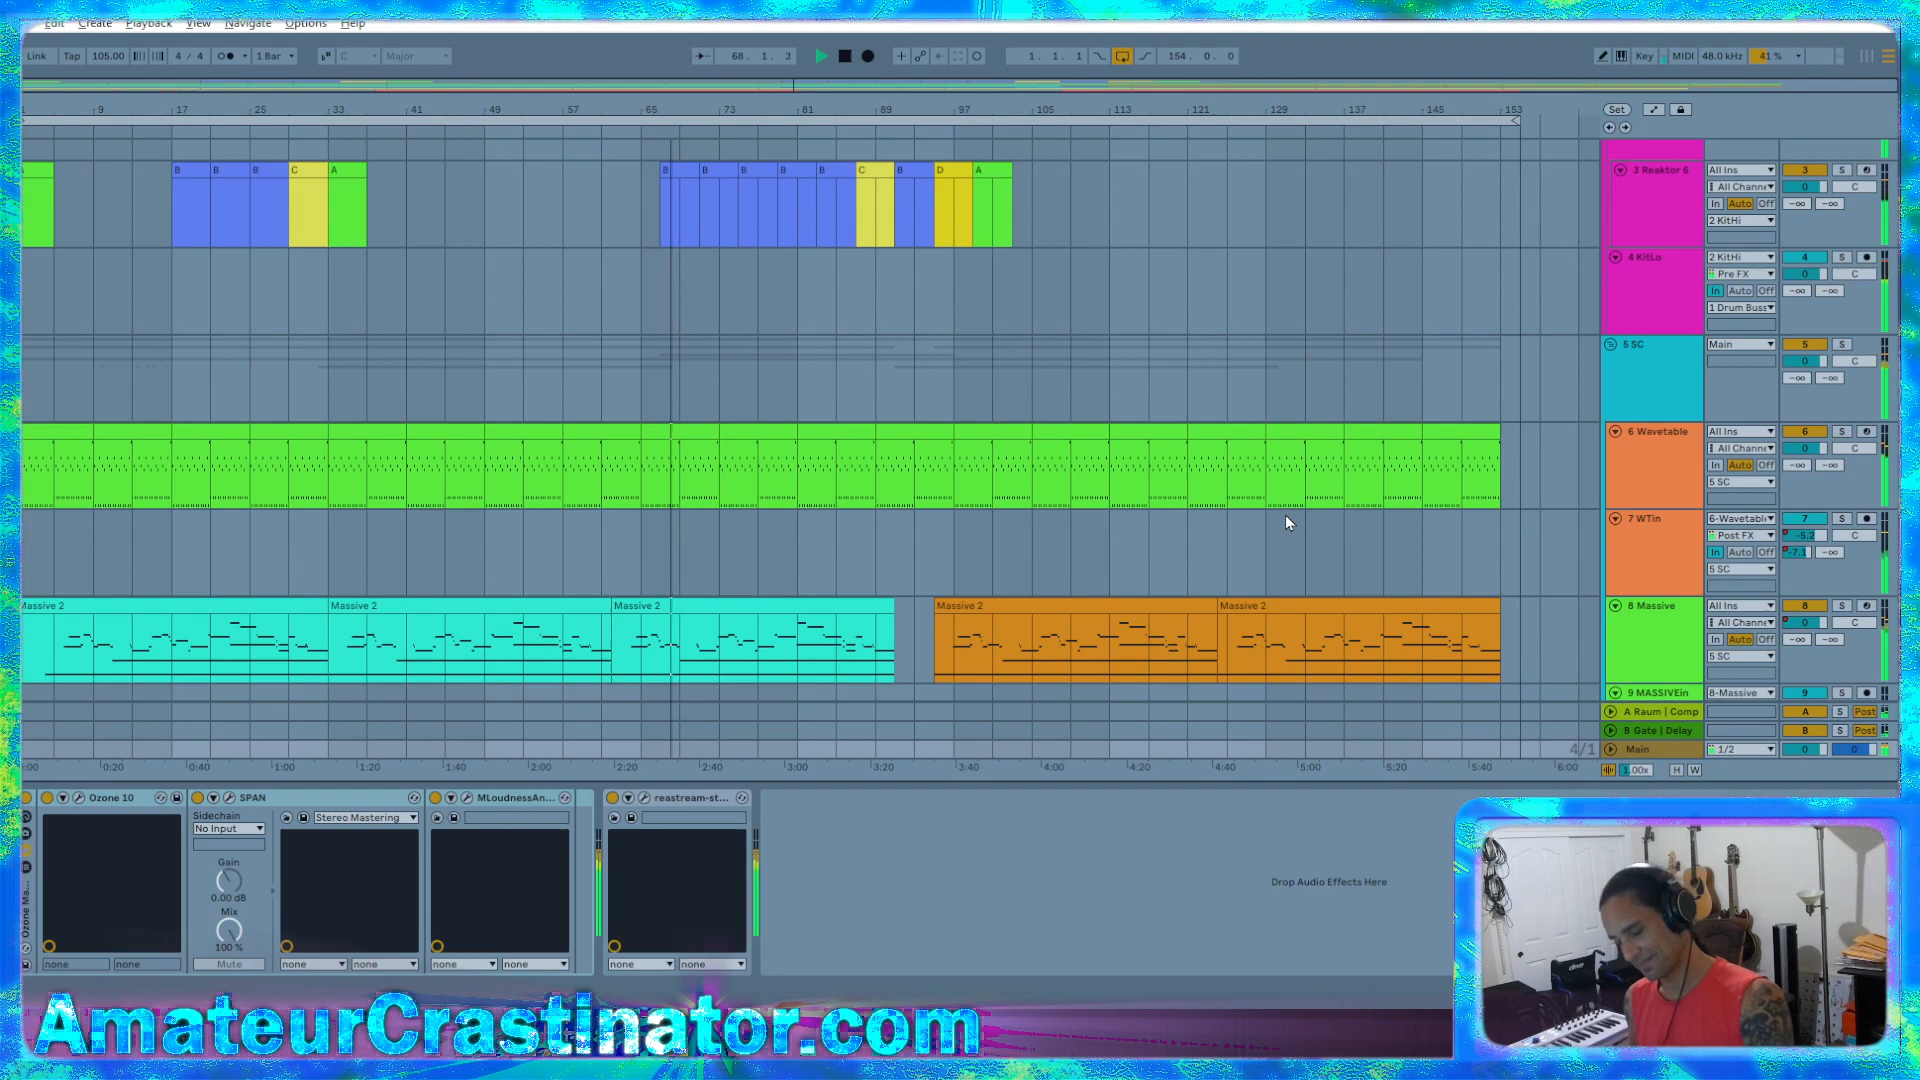 Edit Create Playback View Navigate Options Help
Link Tap 105.00 4 / 4 1 Bar C Major 68. 1. 2 1. 1. 1 154. 0. 0 Key MIDI 48.0 kHz 41 %
9 17 25 33 41 49 57 65 73 81 89 97 105 113 121 129 137 145 153 Set
B B B C A B B B B B C B D A
3 Reaktor 6 All Ins 3 S
All Channe 0 C
In Auto Off -∞ -∞
2 KitHi
4 KitLo 2 KitHi 4 S
Pre FX 0 C
In Auto Off -∞ -∞
1 Drum Buss
5 SC Main 5 S
0 C
-∞ -∞
6 Wavetable All Ins 6 S
All Channe 0 C
In Auto Off -∞ -∞
5 SC
7 WTin 6-Wavetabl 7 S
Post FX -5.2 C
In Auto Off -7.1 -∞
5 SC
Massive 2 Massive 2 Massive 2 Massive 2 Massive 2 8 Massive All Ins 8 S
All Channe 0 C
In Auto Off -∞ -∞
5 SC
9 MASSIVEin 8-Massive 9 S
A Raum | Comp A S Post
B Gate | Delay B S Post
4/1 Main 1/2 0 0
:00 0:20 0:40 1:00 1:20 1:40 2:00 2:20 2:40 3:00 3:20 3:40 4:00 4:20 4:40 5:00 5:20 5:40 6:00 1.00x H W
Ozone 10 SPAN MLoudnessAn... reastream-st...
Sidechain
No Input
Stereo Mastering
Gain
0.00 dB
Mix
100 %
Mute
none none none none none none none none
Ozone Ma...
Drop Audio Effects Here
AmateurCrastinator.com